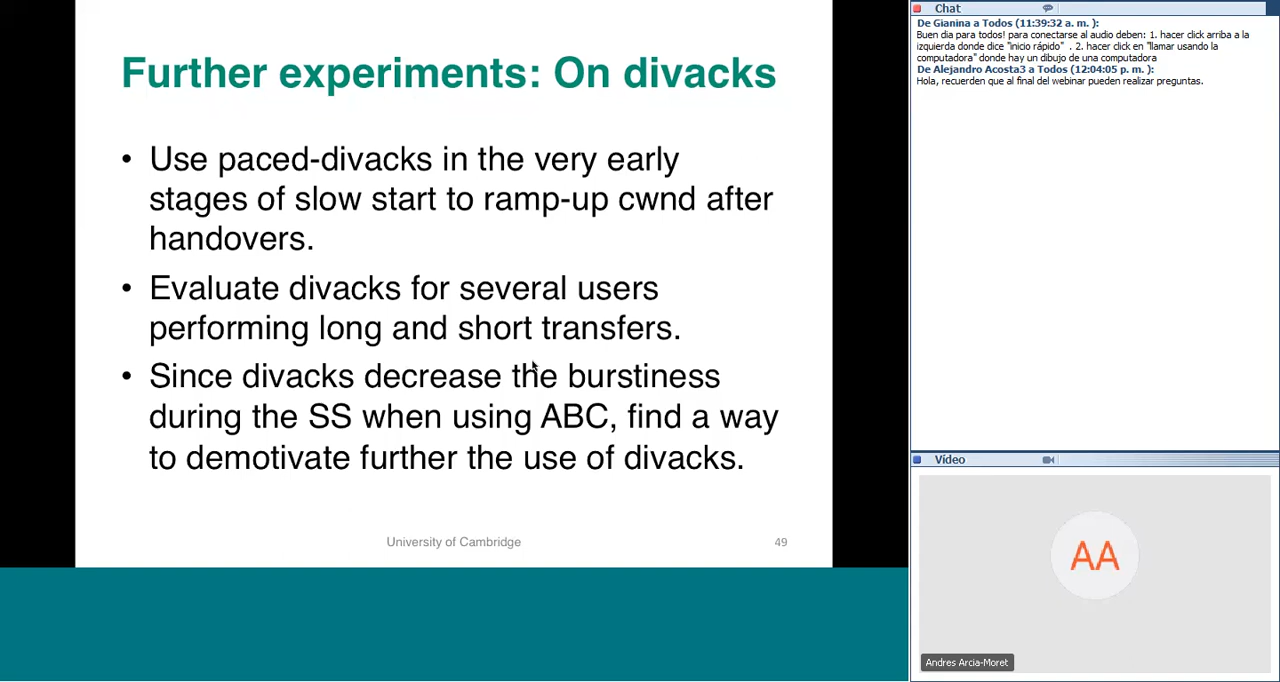 Further experiments: On divacks
• Use paced-divacks in the very early
stages of slow start to ramp-up cwnd after
handovers.
• Evaluate divacks for several users
performing long and short transfers.
• Since divacks decrease the burstiness
during the SS when using ABC, find a way
to demotivate further the use of divacks.
University of Cambridge
49
Chat
De Gianina a Todos (11:39:32 a. m. ):
Buen dia para todos! para conectarse al audio deben: 1. hacer click arriba a la
izquierda donde dice "inicio rápido" . 2. hacer click en "llamar usando la
computadora" donde hay un dibujo de una computadora
De Alejandro Acosta3 a Todos (12:04:05 p. m. ):
Hola, recuerden que al final del webinar pueden realizar preguntas.
Vídeo
AA
Andres Arcia-Moret